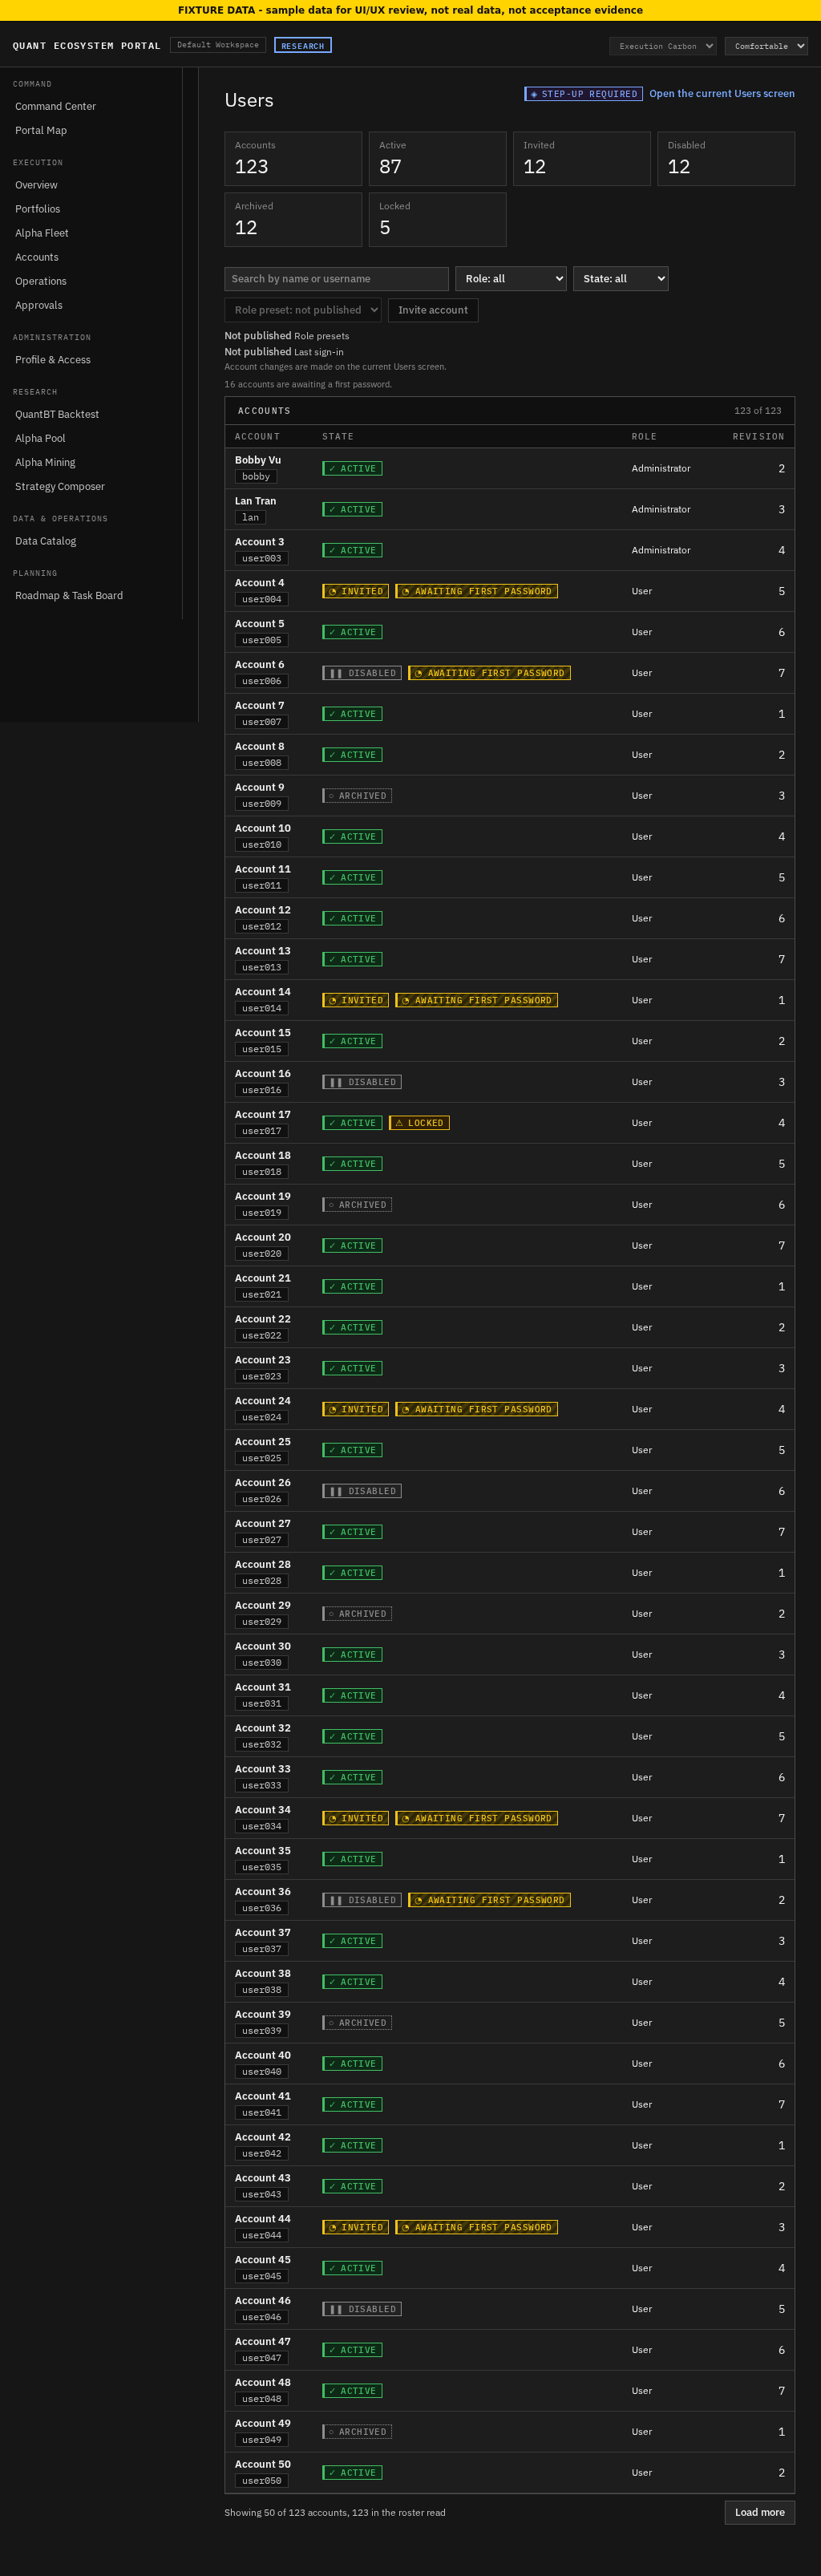 FIXTURE DATA - sample data for UI/UX review, not real data, not acceptance evidence
QUANT ECOSYSTEM PORTAL Default Workspace RESEARCH Execution Carbon Comfortable
COMMAND
Command Center
Portal Map
EXECUTION
Overview
Portfolios
Alpha Fleet
Accounts
Operations
Approvals
ADMINISTRATION
Profile & Access
RESEARCH
QuantBT Backtest
Alpha Pool
Alpha Mining
Strategy Composer
DATA & OPERATIONS
Data Catalog
PLANNING
Roadmap & Task Board
Users
◈ STEP-UP REQUIRED Open the current Users screen
Accounts Active Invited Disabled
123 87 12 12
Archived Locked
12 5
Search by name or username Role: all State: all
Role preset: not published Invite account
Not published Role presets
Not published Last sign-in
Account changes are made on the current Users screen.
16 accounts are awaiting a first password.
ACCOUNTS 123 of 123
ACCOUNT STATE ROLE REVISION
Bobby Vu
bobby ✓ ACTIVE Administrator 2
Lan Tran
lan ✓ ACTIVE Administrator 3
Account 3
user003 ✓ ACTIVE Administrator 4
Account 4
user004 ◔ INVITED ◔ AWAITING FIRST PASSWORD User 5
Account 5
user005 ✓ ACTIVE User 6
Account 6
user006 ❚❚ DISABLED ◔ AWAITING FIRST PASSWORD User 7
Account 7
user007 ✓ ACTIVE User 1
Account 8
user008 ✓ ACTIVE User 2
Account 9
user009 ○ ARCHIVED User 3
Account 10
user010 ✓ ACTIVE User 4
Account 11
user011 ✓ ACTIVE User 5
Account 12
user012 ✓ ACTIVE User 6
Account 13
user013 ✓ ACTIVE User 7
Account 14
user014 ◔ INVITED ◔ AWAITING FIRST PASSWORD User 1
Account 15
user015 ✓ ACTIVE User 2
Account 16
user016 ❚❚ DISABLED User 3
Account 17
user017 ✓ ACTIVE ⚠ LOCKED User 4
Account 18
user018 ✓ ACTIVE User 5
Account 19
user019 ○ ARCHIVED User 6
Account 20
user020 ✓ ACTIVE User 7
Account 21
user021 ✓ ACTIVE User 1
Account 22
user022 ✓ ACTIVE User 2
Account 23
user023 ✓ ACTIVE User 3
Account 24
user024 ◔ INVITED ◔ AWAITING FIRST PASSWORD User 4
Account 25
user025 ✓ ACTIVE User 5
Account 26
user026 ❚❚ DISABLED User 6
Account 27
user027 ✓ ACTIVE User 7
Account 28
user028 ✓ ACTIVE User 1
Account 29
user029 ○ ARCHIVED User 2
Account 30
user030 ✓ ACTIVE User 3
Account 31
user031 ✓ ACTIVE User 4
Account 32
user032 ✓ ACTIVE User 5
Account 33
user033 ✓ ACTIVE User 6
Account 34
user034 ◔ INVITED ◔ AWAITING FIRST PASSWORD User 7
Account 35
user035 ✓ ACTIVE User 1
Account 36
user036 ❚❚ DISABLED ◔ AWAITING FIRST PASSWORD User 2
Account 37
user037 ✓ ACTIVE User 3
Account 38
user038 ✓ ACTIVE User 4
Account 39
user039 ○ ARCHIVED User 5
Account 40
user040 ✓ ACTIVE User 6
Account 41
user041 ✓ ACTIVE User 7
Account 42
user042 ✓ ACTIVE User 1
Account 43
user043 ✓ ACTIVE User 2
Account 44
user044 ◔ INVITED ◔ AWAITING FIRST PASSWORD User 3
Account 45
user045 ✓ ACTIVE User 4
Account 46
user046 ❚❚ DISABLED User 5
Account 47
user047 ✓ ACTIVE User 6
Account 48
user048 ✓ ACTIVE User 7
Account 49
user049 ○ ARCHIVED User 1
Account 50
user050 ✓ ACTIVE User 2
Showing 50 of 123 accounts, 123 in the roster read Load more